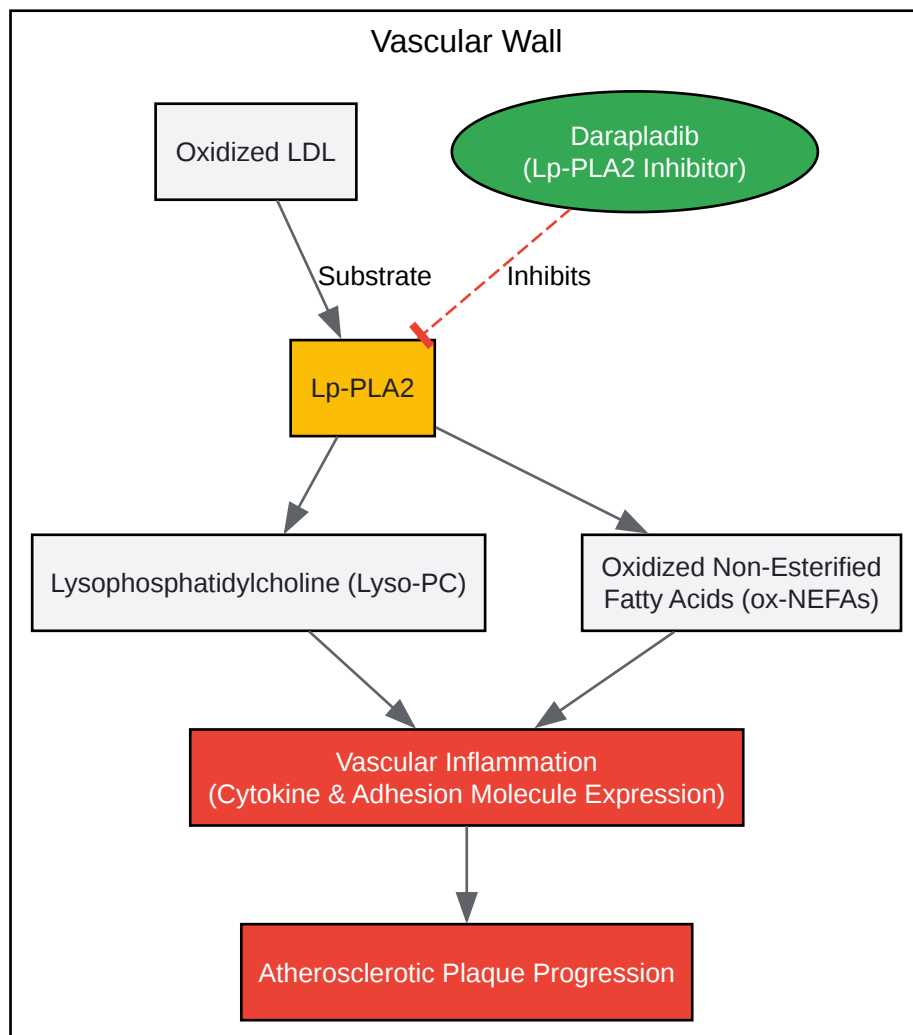 Vascular Wall
Oxidized LDL
Darapladib
(Lp-PLA2 Inhibitor)
Substrate
Inhibits
Lp-PLA2
Lysophosphatidylcholine (Lyso-PC)
Oxidized Non-Esterified
Fatty Acids (ox-NEFAs)
Vascular Inflammation
(Cytokine & Adhesion Molecule Expression)
Atherosclerotic Plaque Progression